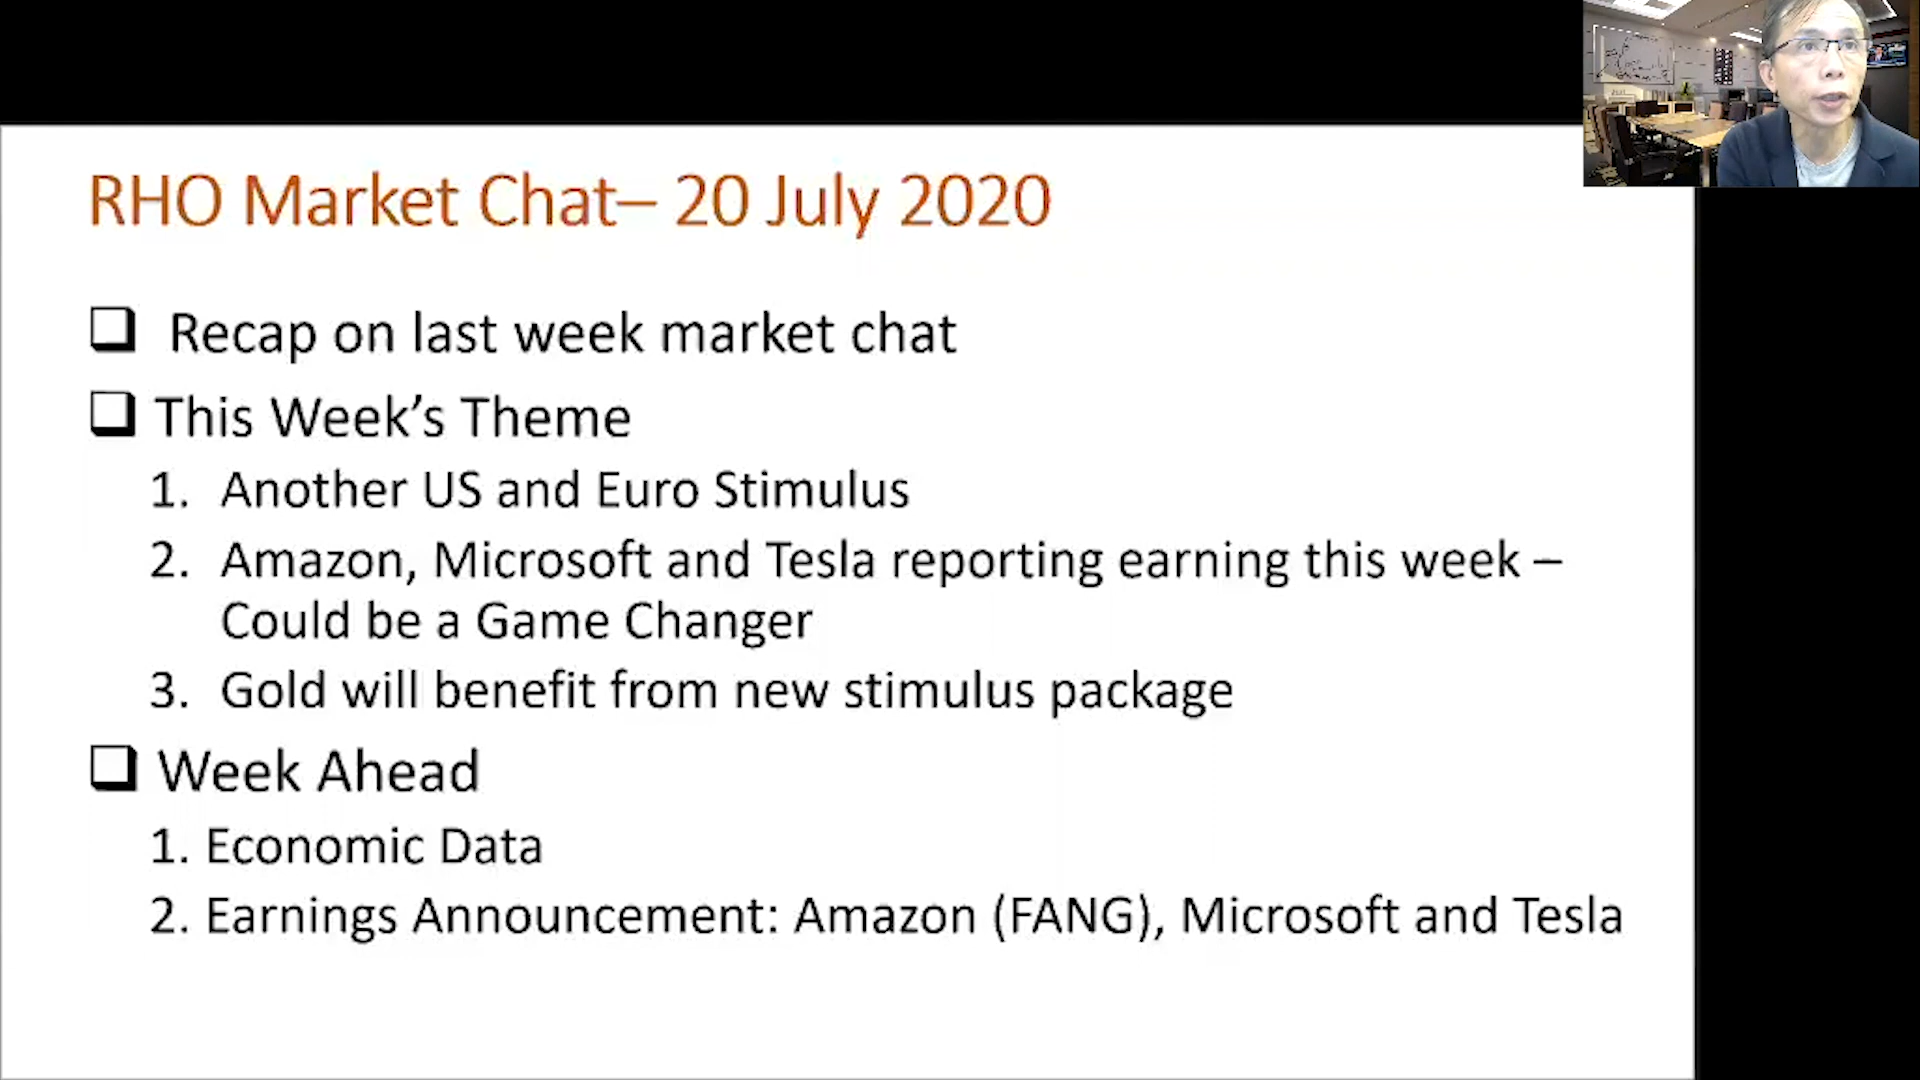 RHO Market Chat– 20 July 2020
Recap on last week market chat
This Week's Theme
1. Another US and Euro Stimulus
2. Amazon, Microsoft and Tesla reporting earning this week –
Could be a Game Changer
3. Gold will benefit from new stimulus package
Week Ahead
1. Economic Data
2. Earnings Announcement: Amazon (FANG), Microsoft and Tesla